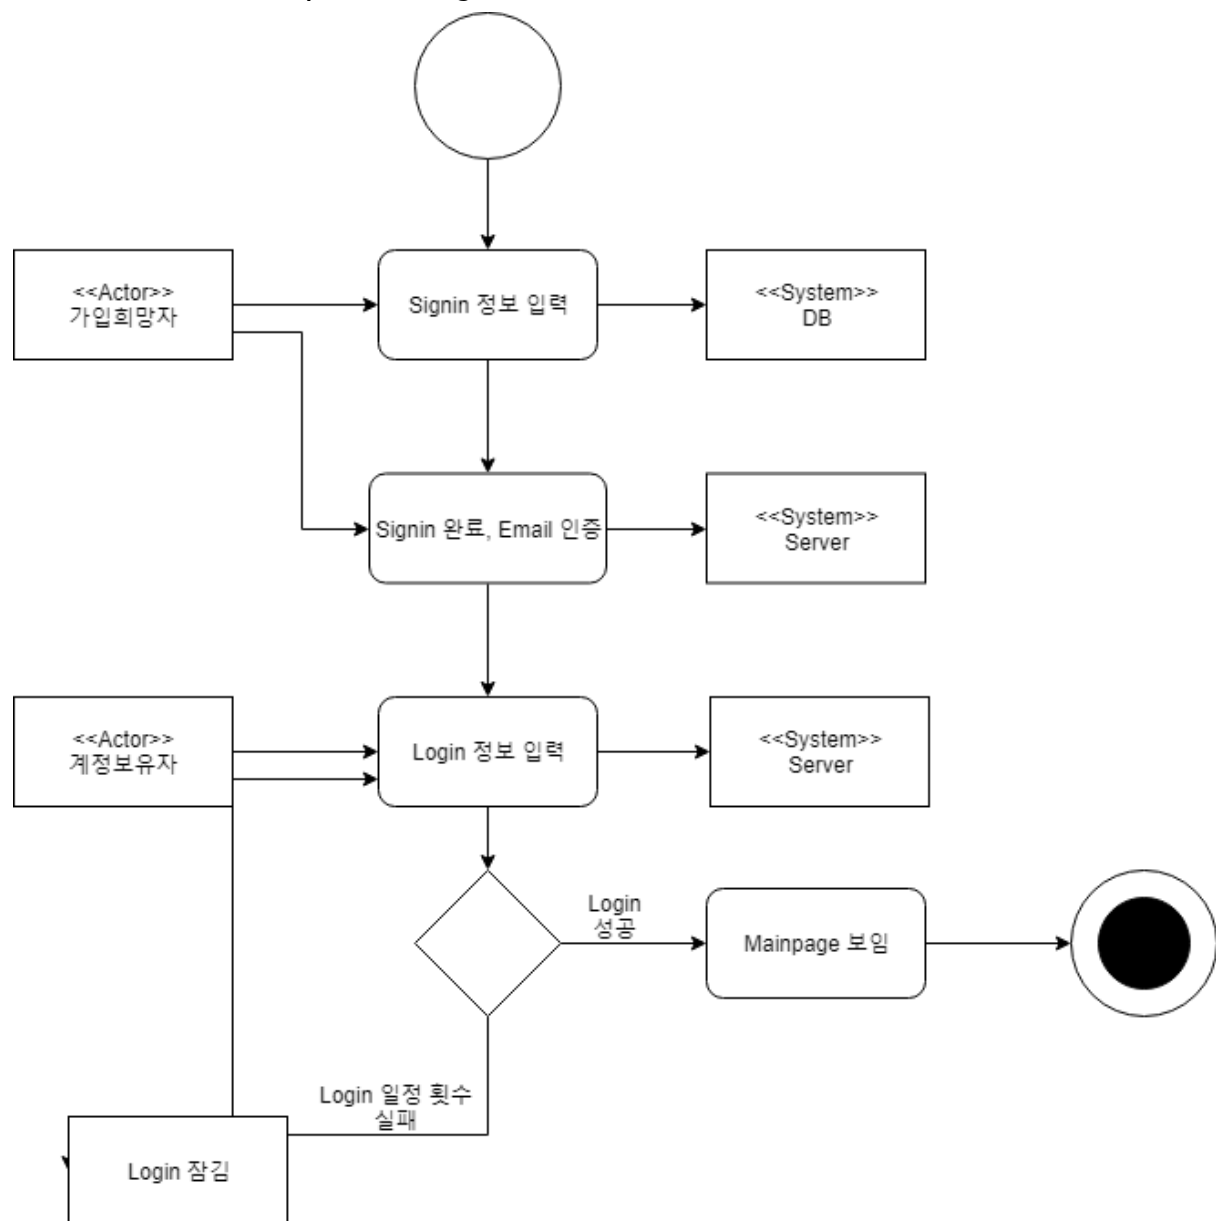 <<Actor>>
가입희망자
Signin 정보 입력
<<System>>
DB
Signin 완료, Email 인증
<<System>>
Server
<<Actor>>
계정보유자
Login 정보 입력
<<System>>
Server
Login
성공
Mainpage 보임
Login 일정 횟수
실패
Login 잠김